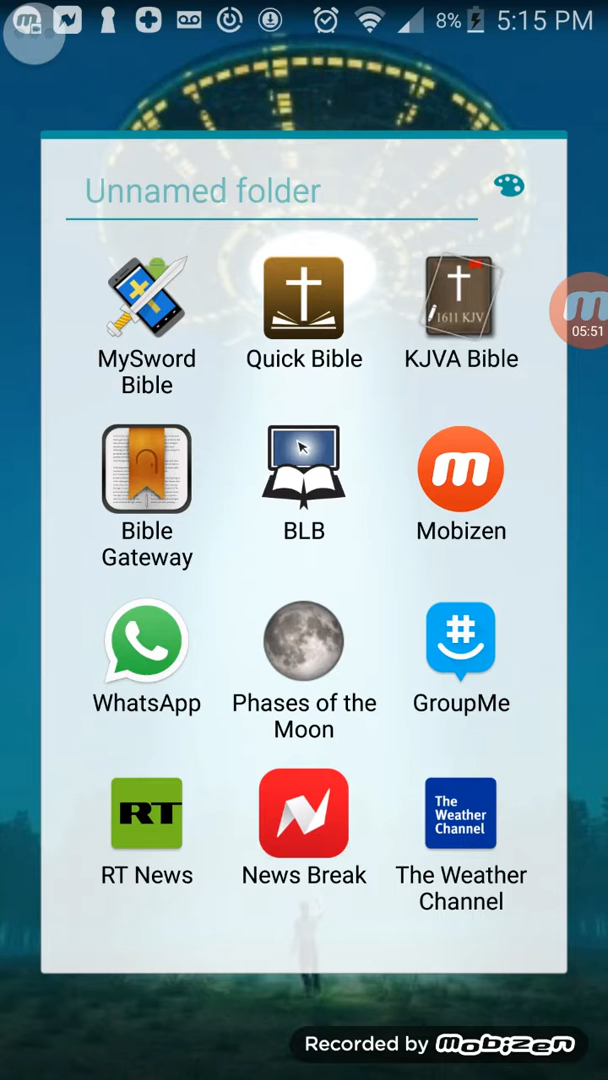 8% 5:15 PM
Unnamed folder
05:51
1611 KJV
MySword Bible
Quick Bible
KJVA Bible
Bible Gateway
BLB
Mobizen
WhatsApp
Phases of the Moon
GroupMe
RT
The Weather Channel
RT News
News Break
The Weather Channel
Recorded by Mobizen